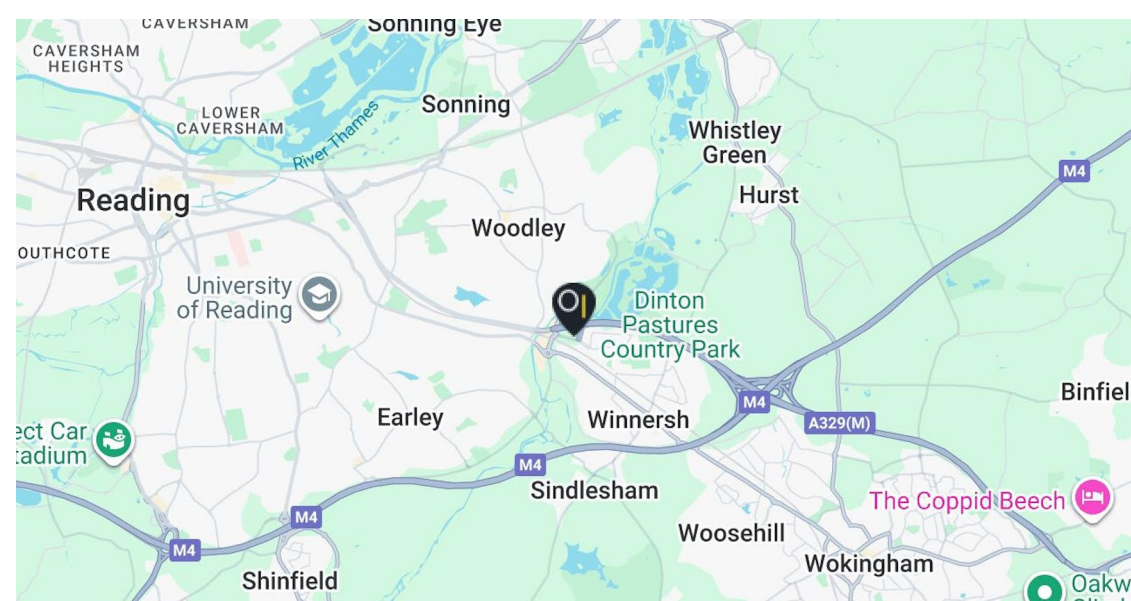 CAVERSHAM
Sonning Eye
CAVERSHAM
HEIGHTS
LOWER
CAVERSHAM
River Thames
Sonning
Whistley
Green
M4
Reading
Hurst
Woodley
OUTHCOTE
University
of Reading
Dinton
Pastures
Country Park
Binfiel
M4
Earley
Winnersh
A329(M)
ect Car
tadium
M4
Sindlesham
The Coppid Beech
M4
Woosehill
M4
Wokingham
Shinfield
Oakw